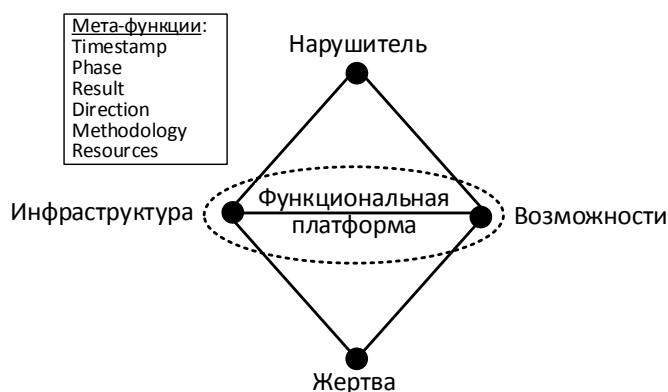 Мета-функции:
Timestamp
Phase
Result
Direction
Methodology
Resources
Нарушитель
Инфраструктура
Функциональная
платформа
Возможности
Жертва